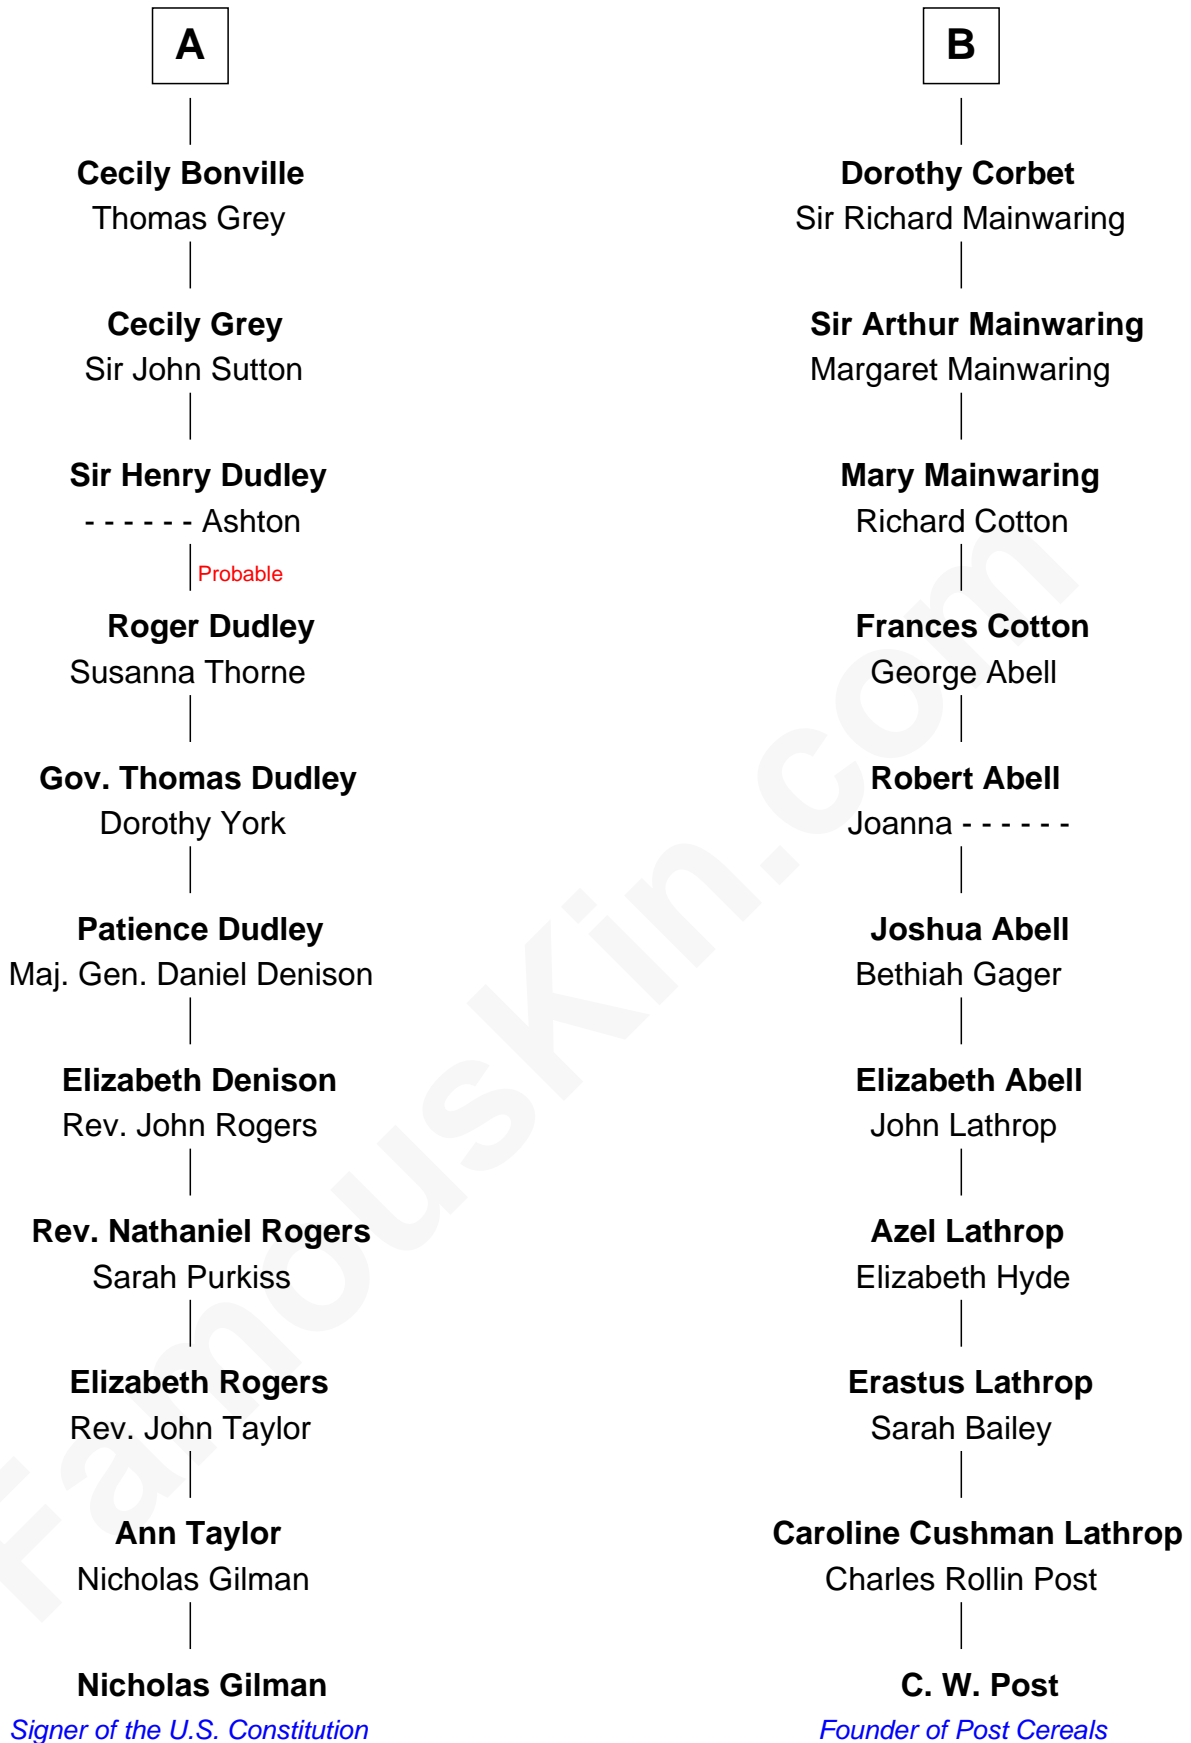 A
Cecily Bonville
Thomas Grey
Cecily Grey
Sir John Sutton
Sir Henry Dudley
- - - - - - Ashton
Probable
Roger Dudley
Susanna Thorne
Gov. Thomas Dudley
Dorothy York
Patience Dudley
Maj. Gen. Daniel Denison
Elizabeth Denison
Rev. John Rogers
Rev. Nathaniel Rogers
Sarah Purkiss
Elizabeth Rogers
Rev. John Taylor
Ann Taylor
Nicholas Gilman
Nicholas Gilman
Signer of the U.S. Constitution
B
Dorothy Corbet
Sir Richard Mainwaring
Sir Arthur Mainwaring
Margaret Mainwaring
Mary Mainwaring
Richard Cotton
Frances Cotton
George Abell
Robert Abell
Joanna - - - - - -
Joshua Abell
Bethiah Gager
Elizabeth Abell
John Lathrop
Azel Lathrop
Elizabeth Hyde
Erastus Lathrop
Sarah Bailey
Caroline Cushman Lathrop
Charles Rollin Post
C. W. Post
Founder of Post Cereals
FamousKin.com